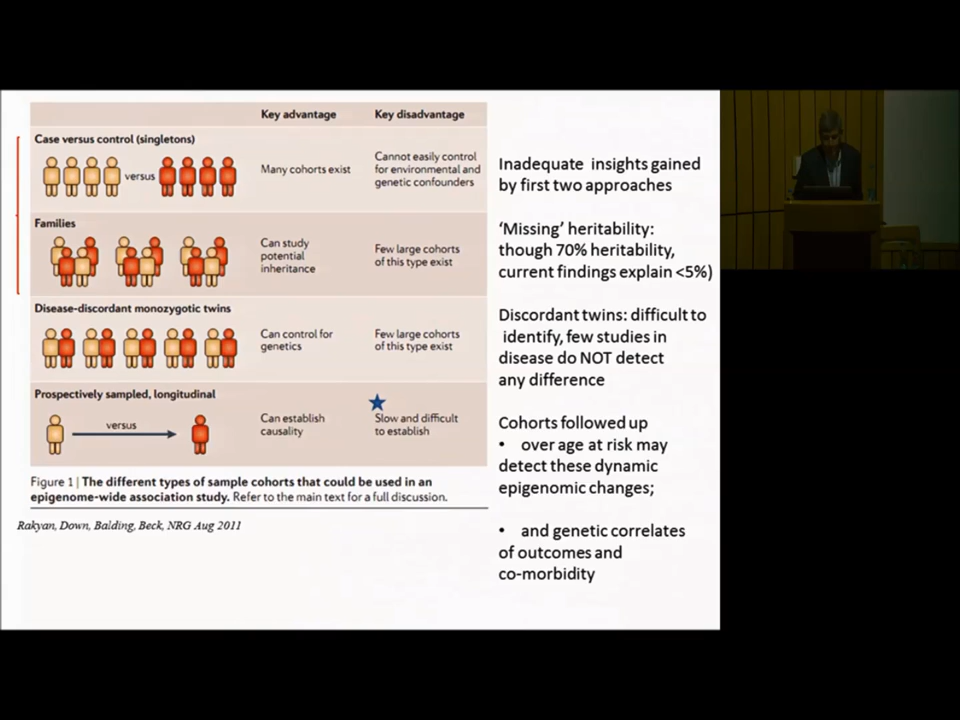 Key advantage Key disadvantage
Case versus control (singletons)
versus
Many cohorts exist
Cannot easily control
for environmental and
genetic confounders
Families
Can study
potential
inheritance
Few large cohorts
of this type exist
Disease-discordant monozygotic twins
Can control for
genetics
Few large cohorts
of this type exist
Prospectively sampled, longitudinal
versus
Can establish
causality
Slow and difficult
to establish
Figure 1 | The different types of sample cohorts that could be used in an
epigenome-wide association study. Refer to the main text for a full discussion.
Rakyan, Down, Balding, Beck, NRG Aug 2011
Inadequate insights gained
by first two approaches
‘Missing’ heritability:
though 70% heritability,
current findings explain <5%)
Discordant twins: difficult to
identify, few studies in
disease do NOT detect
any difference
Cohorts followed up
• over age at risk may
detect these dynamic
epigenomic changes;
• and genetic correlates
of outcomes and
co-morbidity